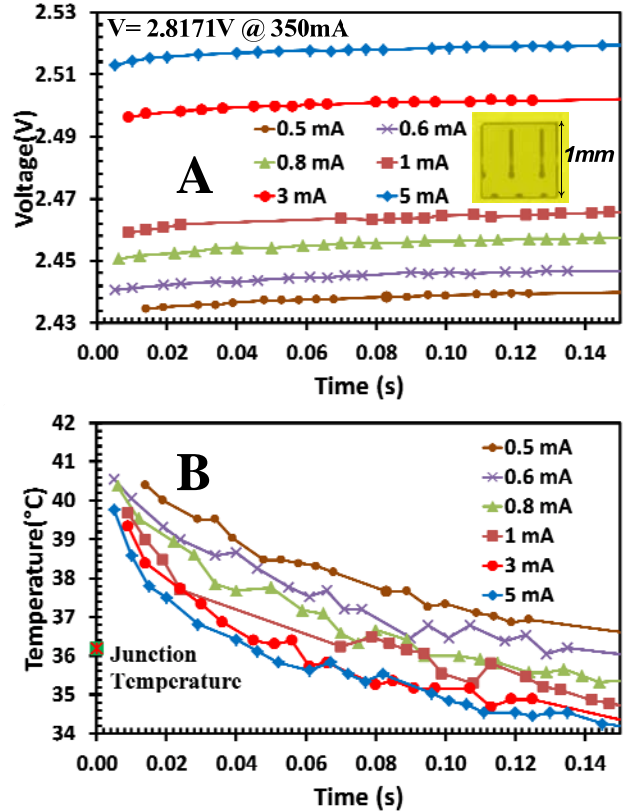 V= 2.8171V @ 350mA
2.53
2.51
2.49
2.47
2.46
2.45
2.44
2.43
Voltage(V)
A
0.5 mA
0.6 mA
0.8 mA
1 mA
3 mA
5 mA
1mm
0.00 0.02 0.04 0.06 0.08 0.10 0.12 0.14
Time (s)
42
41
40
39
38
37
36
35
34
Temperature(°C)
B
0.5 mA
0.6 mA
0.8 mA
1 mA
3 mA
5 mA
Junction
Temperature
0.00 0.02 0.04 0.06 0.08 0.10 0.12 0.14
Time (s)